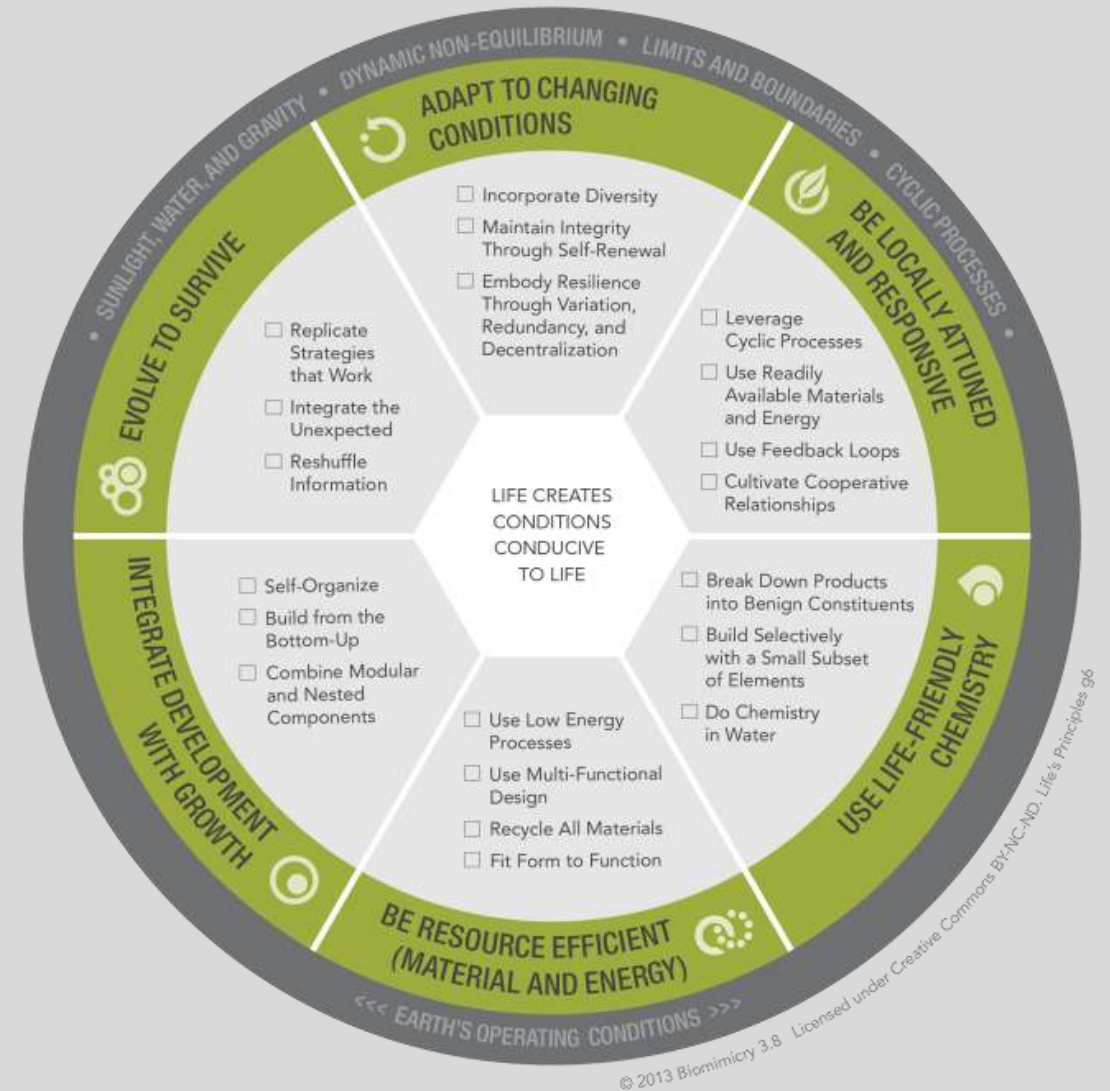 • SUNLIGHT, WATER, AND GRAVITY • DYNAMIC NON-EQUILIBRIUM • LIMITS AND BOUNDARIES • CYCLIC PROCESSES •
ADAPT TO CHANGING
CONDITIONS
Incorporate Diversity
Maintain Integrity
Through Self-Renewal
Embody Resilience
Through Variation,
Redundancy, and
Decentralization
BE LOCALLY ATTUNED
AND RESPONSIVE
Leverage
Cyclic Processes
Use Readily
Available Materials
and Energy
Use Feedback Loops
Cultivate Cooperative
Relationships
USE LIFE-FRIENDLY
CHEMISTRY
Break Down Products
into Benign Constituents
Build Selectively
with a Small Subset
of Elements
Do Chemistry
in Water
BE RESOURCE EFFICIENT
(MATERIAL AND ENERGY)
Use Low Energy
Processes
Use Multi-Functional
Design
Recycle All Materials
Fit Form to Function
INTEGRATE DEVELOPMENT
WITH GROWTH
Self-Organize
Build from the
Bottom-Up
Combine Modular
and Nested
Components
EVOLVE TO SURVIVE
Replicate
Strategies
that Work
Integrate the
Unexpected
Reshuffle
Information
LIFE CREATES
CONDITIONS
CONDUCIVE
TO LIFE
<<< EARTH'S OPERATING CONDITIONS >>>
© 2013 Biomimicry 3.8 Licensed under Creative Commons BY-NC-ND. Life's Principles g6